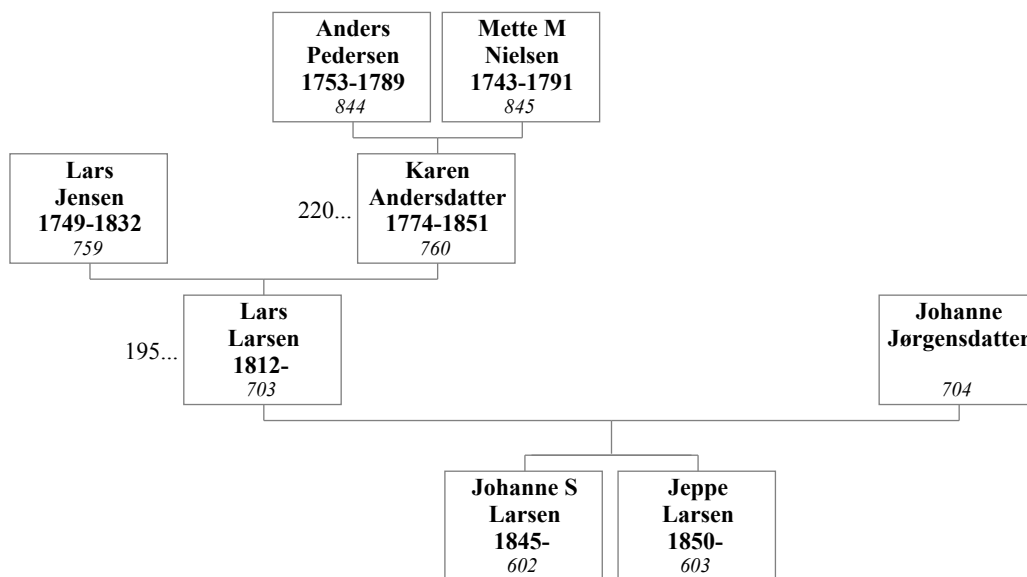 Anders
Pedersen
1753-1789
844
Mette M
Nielsen
1743-1791
845
Lars
Jensen
1749-1832
759
220...
Karen
Andersdatter
1774-1851
760
195...
Lars
Larsen
1812-
703
Johanne
Jørgensdatter
704
Johanne S
Larsen
1845-
602
Jeppe
Larsen
1850-
603